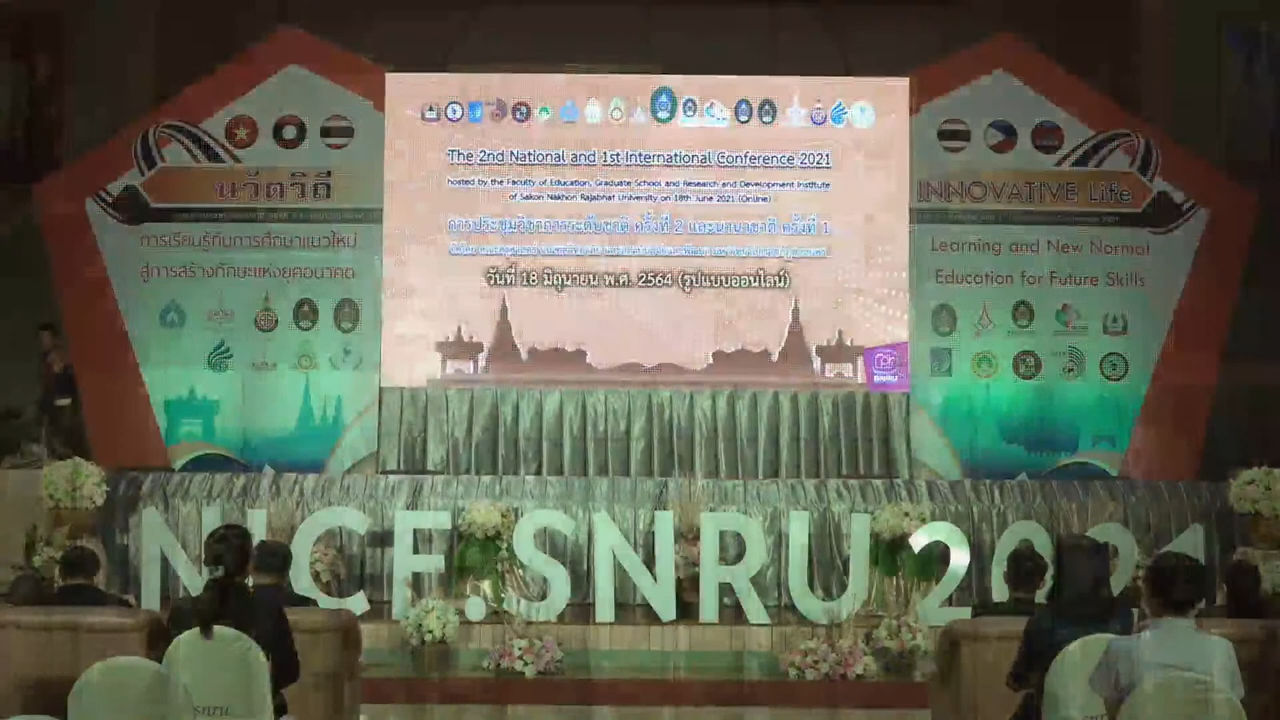 The 2nd National and 1st International Conference 2021
hosted by the Faculty of Education, Graduate School and Research and Development Institute
of Sakon Nakhon Rajabhat University on 18th June 2021 (Online)
การประชุมวิชาการระดับชาติ ครั้งที่ 2 และนานาชาติ ครั้งที่ 1
วันที่ 18 มิถุนายน พ.ศ. 2564 (รูปแบบออนไลน์)
นวัตวิถี
การเรียนรู้กับการศึกษาแนวใหม่
สู่การสร้างทักษะแห่งยุคอนาคต
INNOVATIVE Life
Learning and New Normal
Education for Future Skills
SNRU 2021
snru